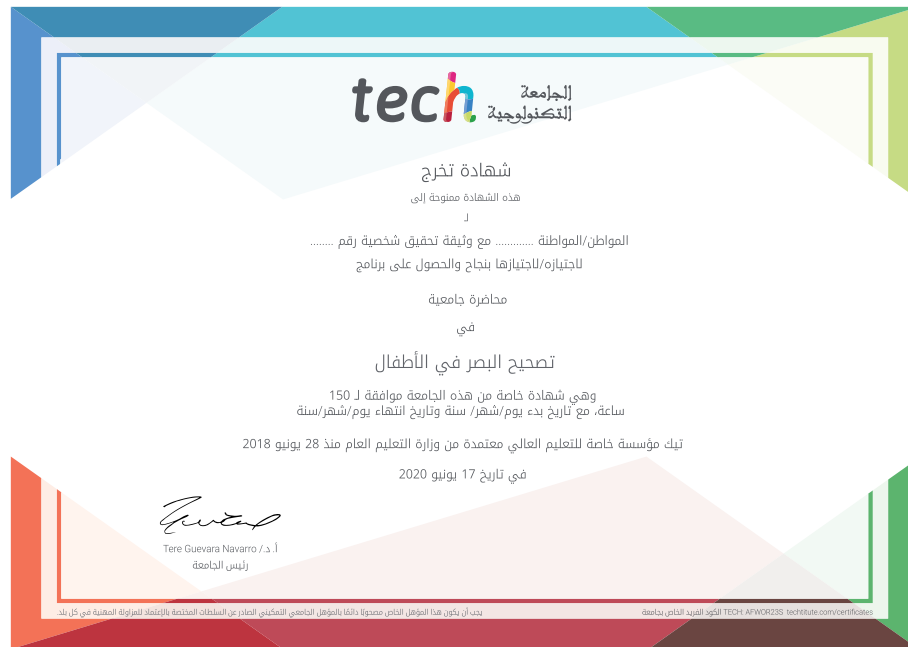 tech الجامعة
التكنولوجية
شهادة تخرج
هذه الشهادة ممنوحة إلى
لـ
المواطن/المواطنة ............. مع وثيقة تحقيق شخصية رقم ........
لاجتيازه/لاجتيازها بنجاح والحصول على برنامج
محاضرة جامعية
في
تصحيح البصر في الأطفال
وهي شهادة خاصة من هذه الجامعة موافقة لـ 150
ساعة، مع تاريخ بدء يوم/شهر/ سنة وتاريخ انتهاء يوم/شهر/سنة
تيك مؤسسة خاصة للتعليم العالي معتمدة من وزارة التعليم العام منذ 28 يونيو 2018
في تاريخ 17 يونيو 2020
أ. د./ Tere Guevara Navarro
رئيس الجامعة
يجب أن يكون هذا المؤهل الخاص مصحوبًا دائمًا بالمؤهل الجامعي التمكيني الصادر عن السلطات المختصة بالإعتماد للمزاولة المهنية في كل بلد.
الكود الفريد الخاص بجامعة TECH: AFWOR23S techtitute.com/certificates